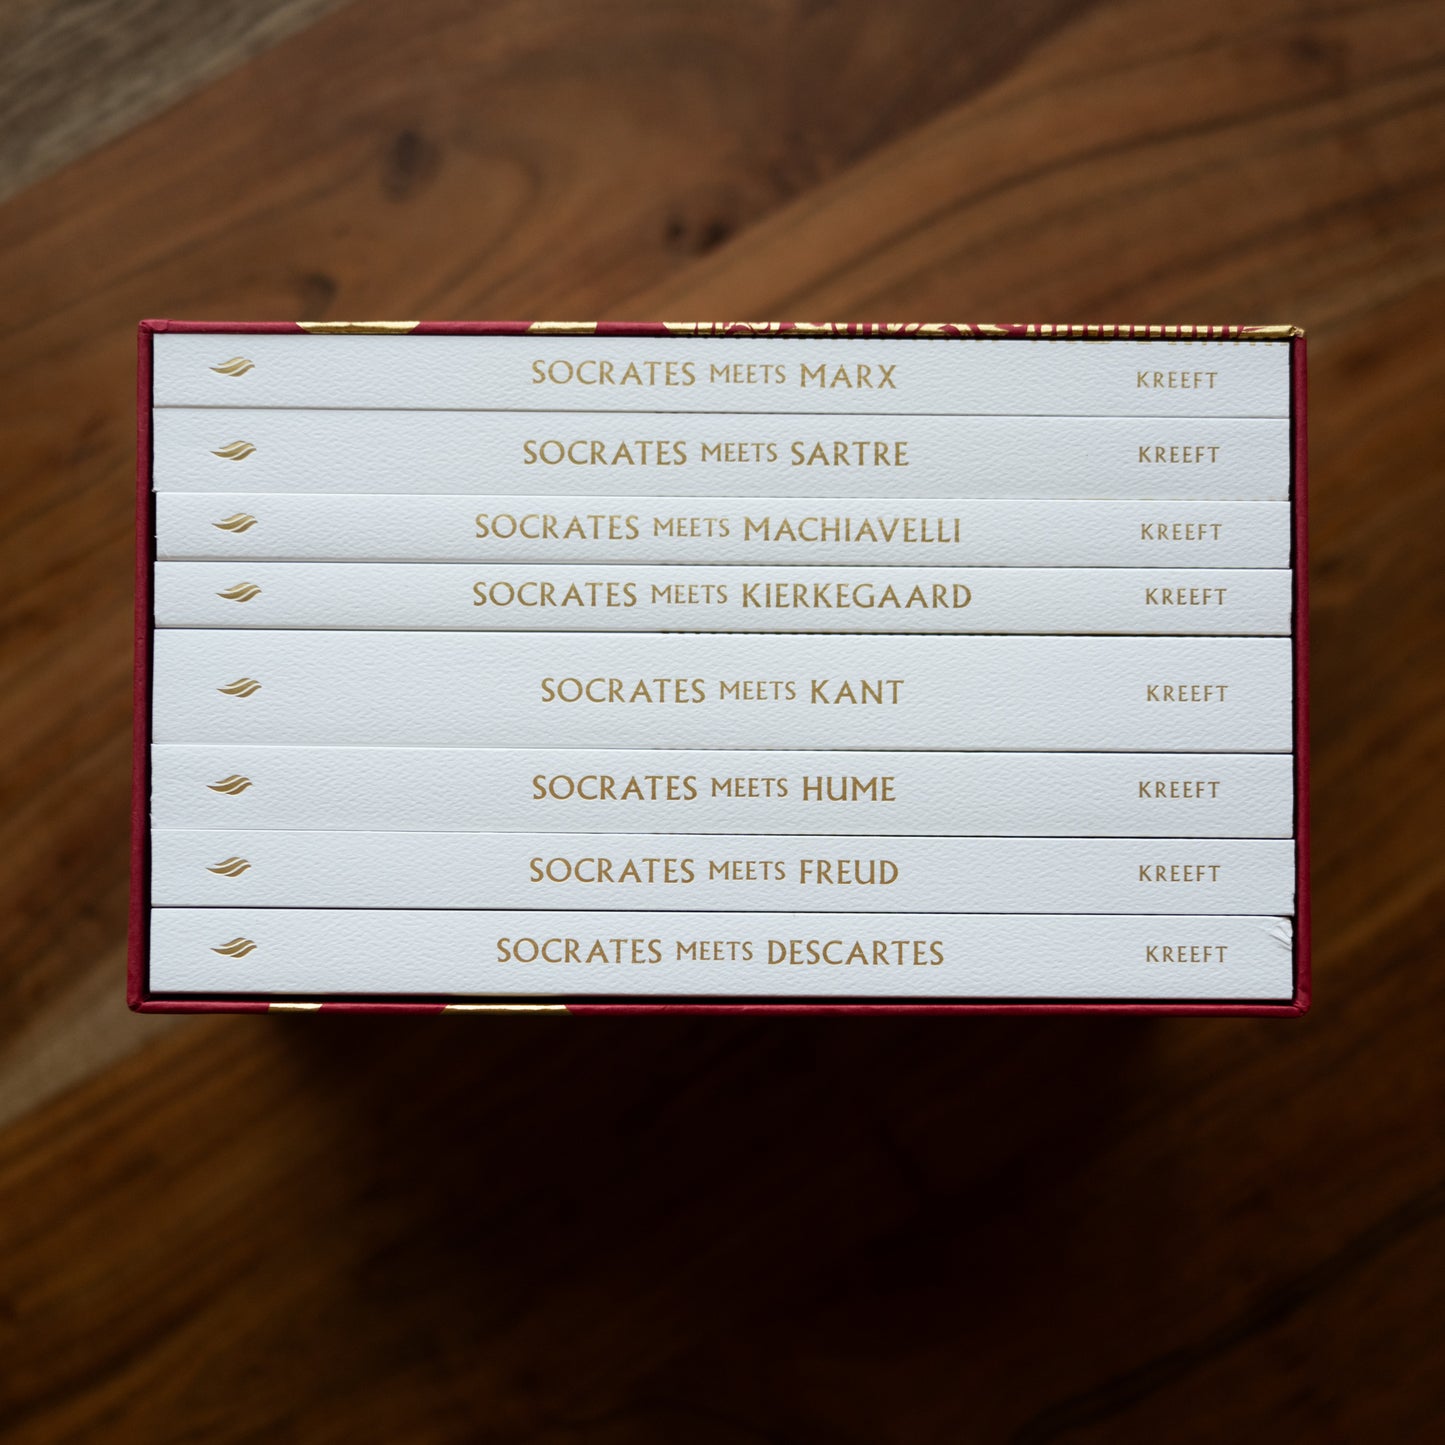 SOCRATES MEETS MARX KREEFT
SOCRATES MEETS SARTRE KREEFT
SOCRATES MEETS MACHIAVELLI KREEFT
SOCRATES MEETS KIERKEGAARD KREEFT
SOCRATES MEETS KANT KREEFT
SOCRATES MEETS HUME KREEFT
SOCRATES MEETS FREUD KREEFT
SOCRATES MEETS DESCARTES KREEFT